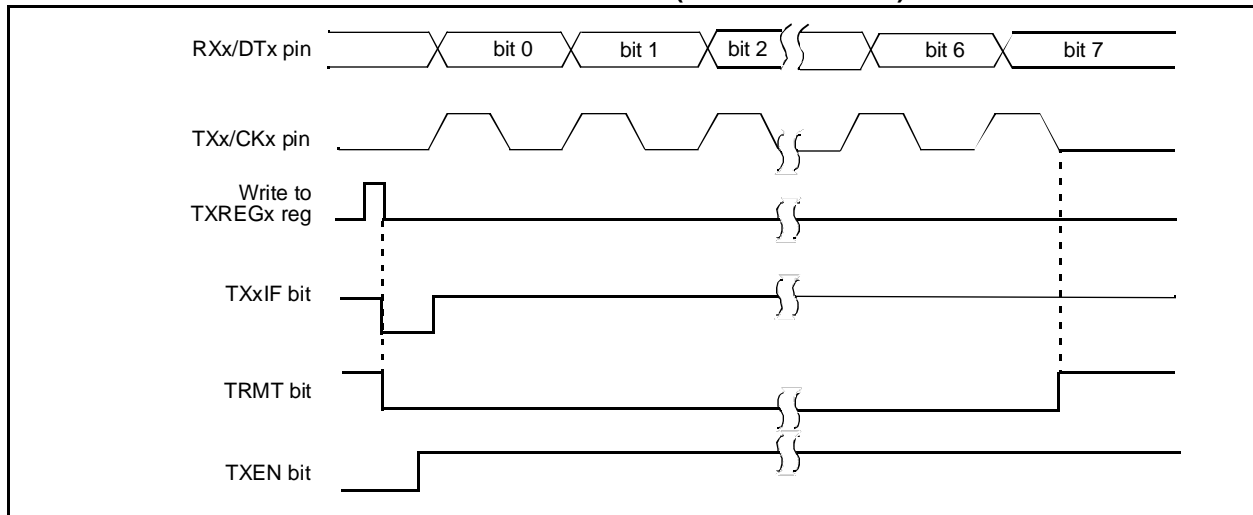 RXx/DTx pin
bit 0
bit 1
bit 2
bit 6
bit 7
TXx/CKx pin
Write to
TXREGx reg
TXxIF bit
TRMT bit
TXEN bit